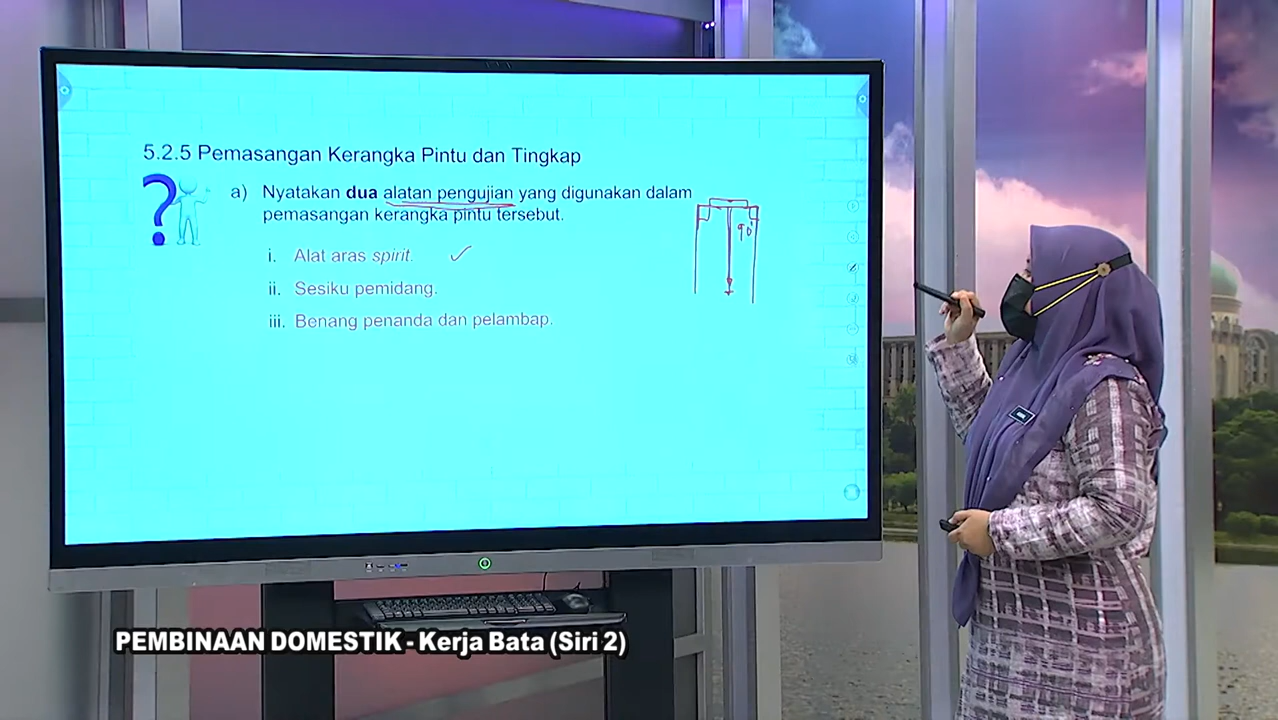 5.2.5 Pemasangan Kerangka Pintu dan Tingkap
?
a) Nyatakan dua alatan pengujian yang digunakan dalam
pemasangan kerangka pintu tersebut.
90°
i. Alat aras spirit.
ii. Sesiku pemidang.
iii. Benang penanda dan pelambap.
PEMBINAAN DOMESTIK - Kerja Bata (Siri 2)